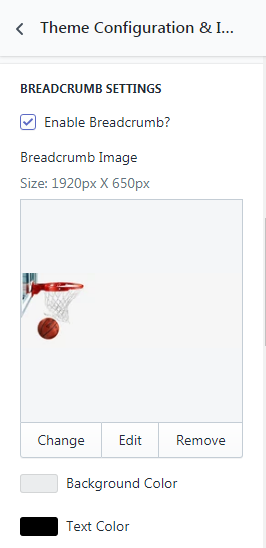 Theme Configuration & I...
BREADCRUMB SETTINGS
Enable Breadcrumb?
Breadcrumb Image
Size: 1920px X 650px
Change Edit Remove
Background Color
Text Color